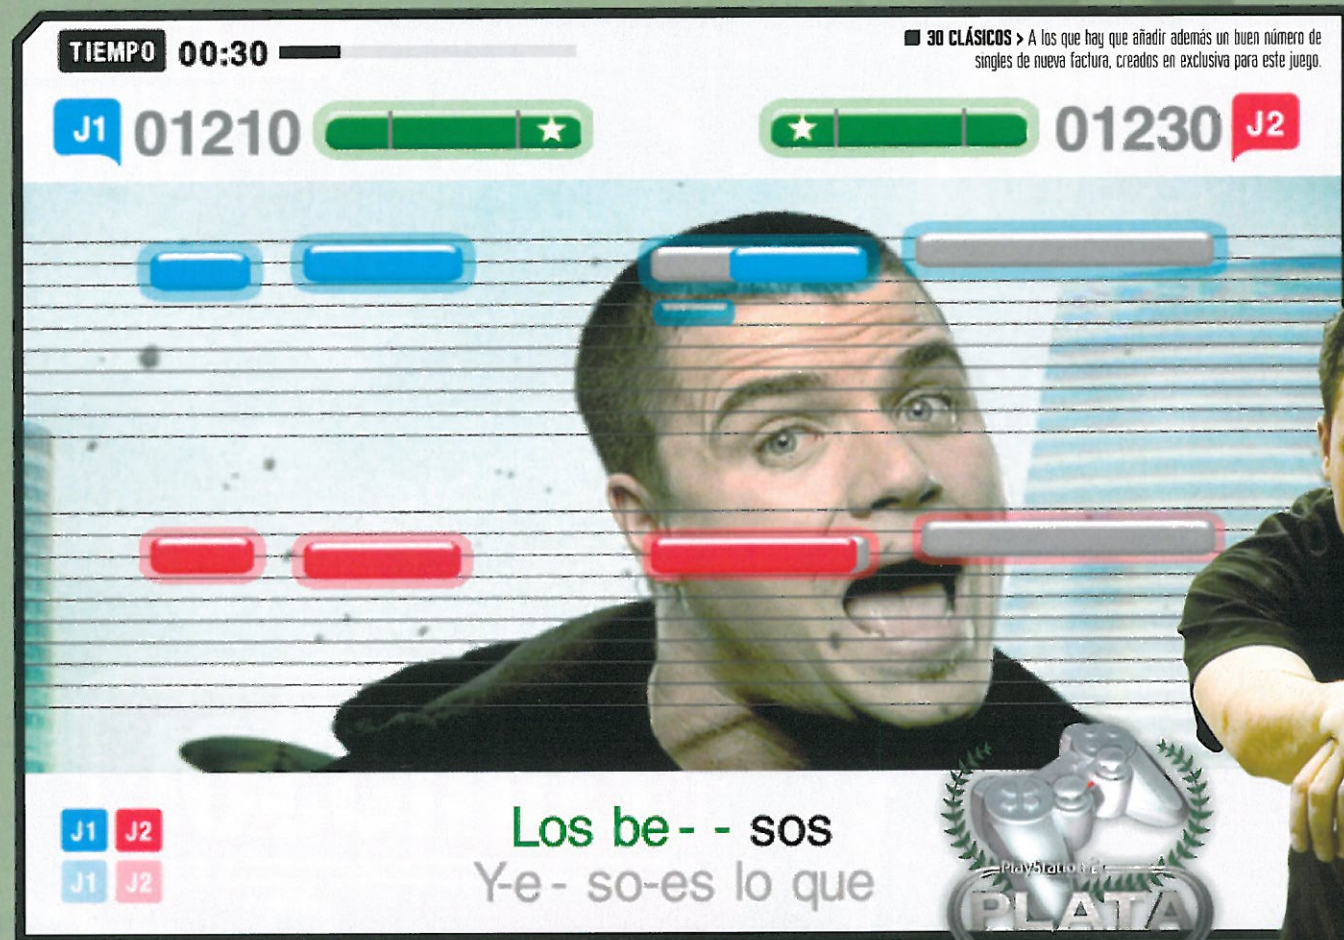 TIEMPO 00:30
30 CLÁSICOS > A los que hay que añadir además un buen número de
singles de nueva factura, creados en exclusiva para este juego.
J1 01210
01230 J2
J1 J2
J1 J2
Los be- - sos
Y-e- so-es lo que
PlayStation 2
PLATA